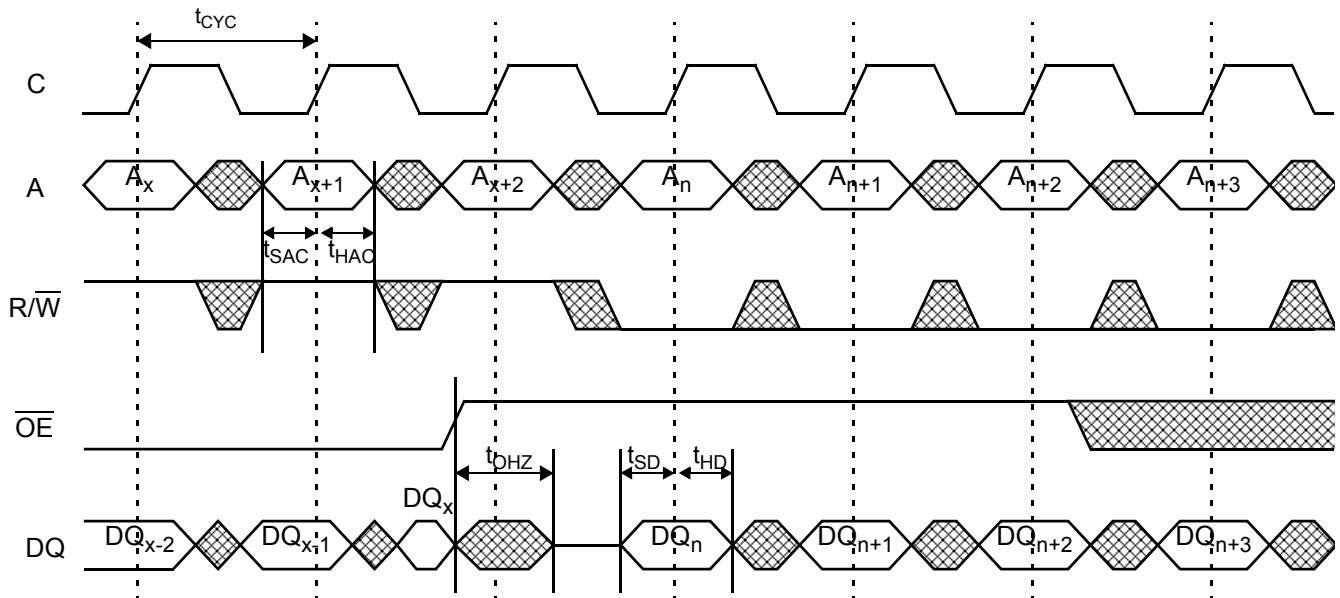 tCYC
C
A Ax Ax+1 Ax+2 An An+1 An+2 An+3
tSAC tHAC
R/W̅
O̅E̅
tOHZ tSD tHD
DQx
DQ DQx-2 DQx-1 DQn DQn+1 DQn+2 DQn+3